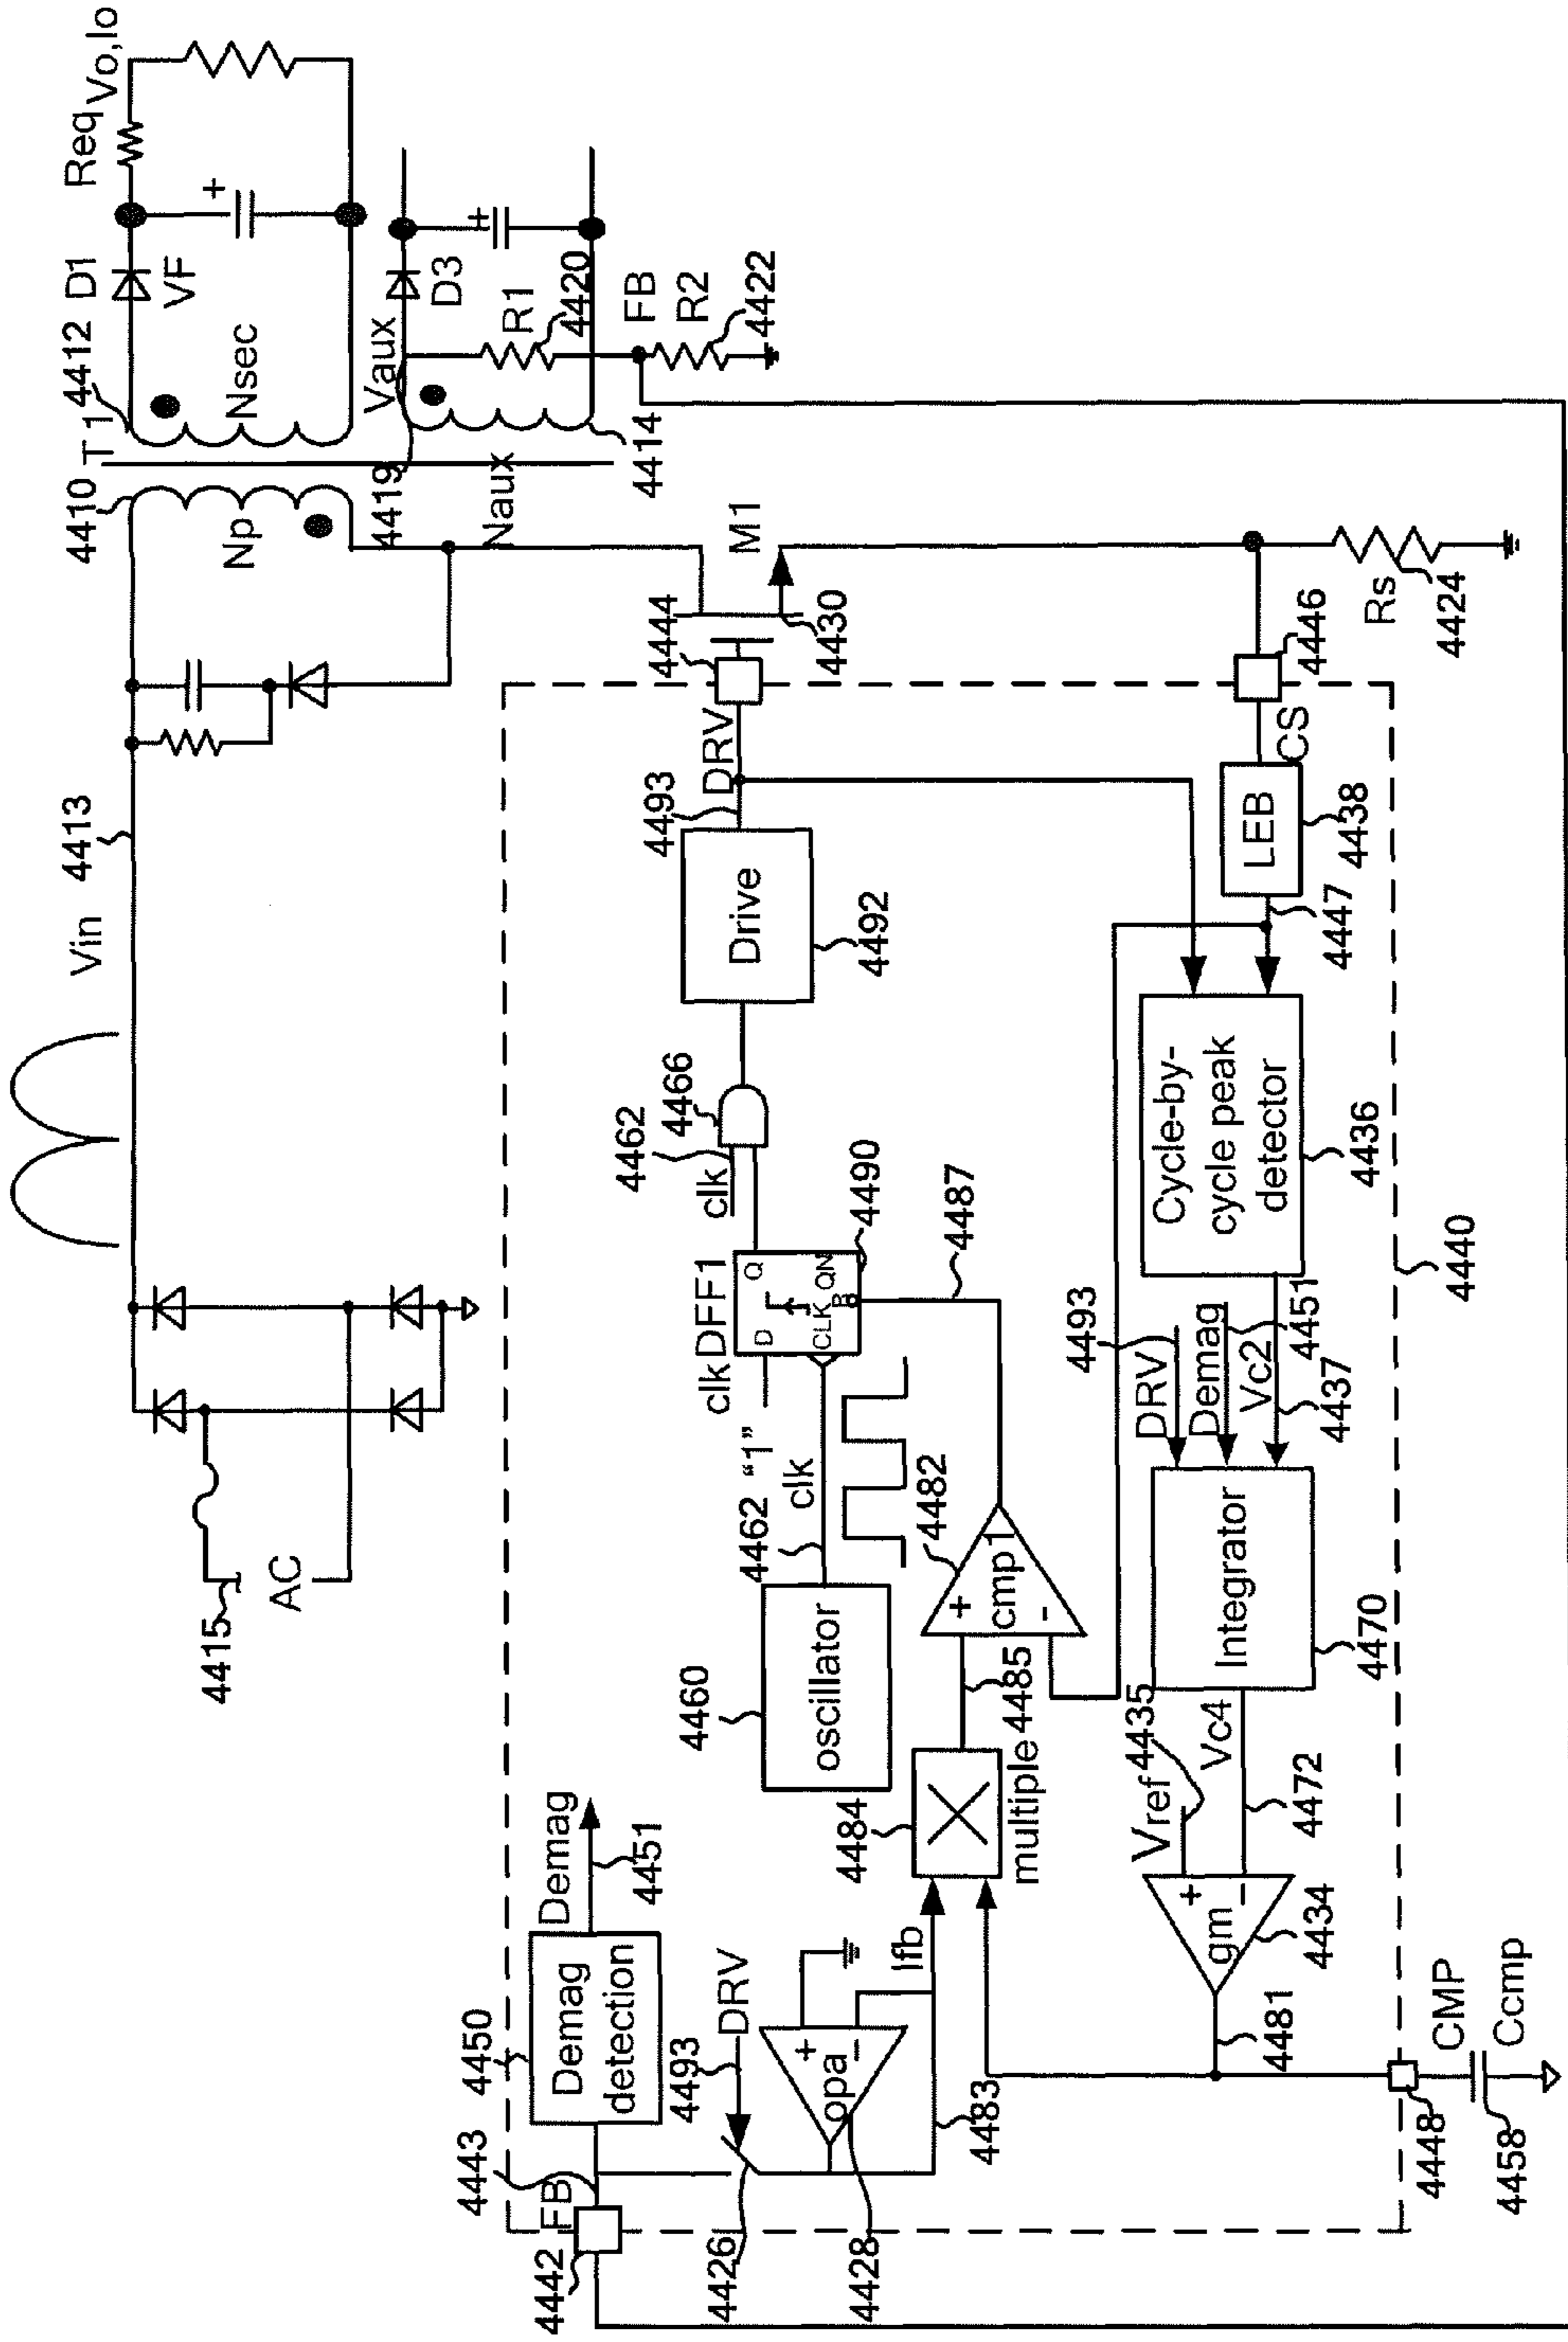 Vin
4413
4410
T1
4412
D1
Req
Vo,Io
+
VF
Nsec
Np
4415
AC
4419
Vaux
Naux
4414
D3
+
R1
4420
FB
R2
4422
M1
4430
4444
4446
Rs
4424
4442
FB
4443
4450
Demag
detection
Demag
4451
4426
4493
DRV
4428
opa
+
−
Ifb
4483
4484
multiple
4485
4460
oscillator
4462
clk
"1"
clk
DFF1
D
Q
CLK
QN
R
4490
4487
4462
clk
4466
Drive
4492
4493
DRV
4482
cmp1
+
-
CS
LEB
4438
4447
Cycle-by-
cycle peak
detector
4436
4440
4493
DRV
Demag
4451
Vc2
4437
Integrator
4470
Vref
4435
Vc4
4472
gm
+
−
4434
4481
4448
CMP
4458
Ccmp